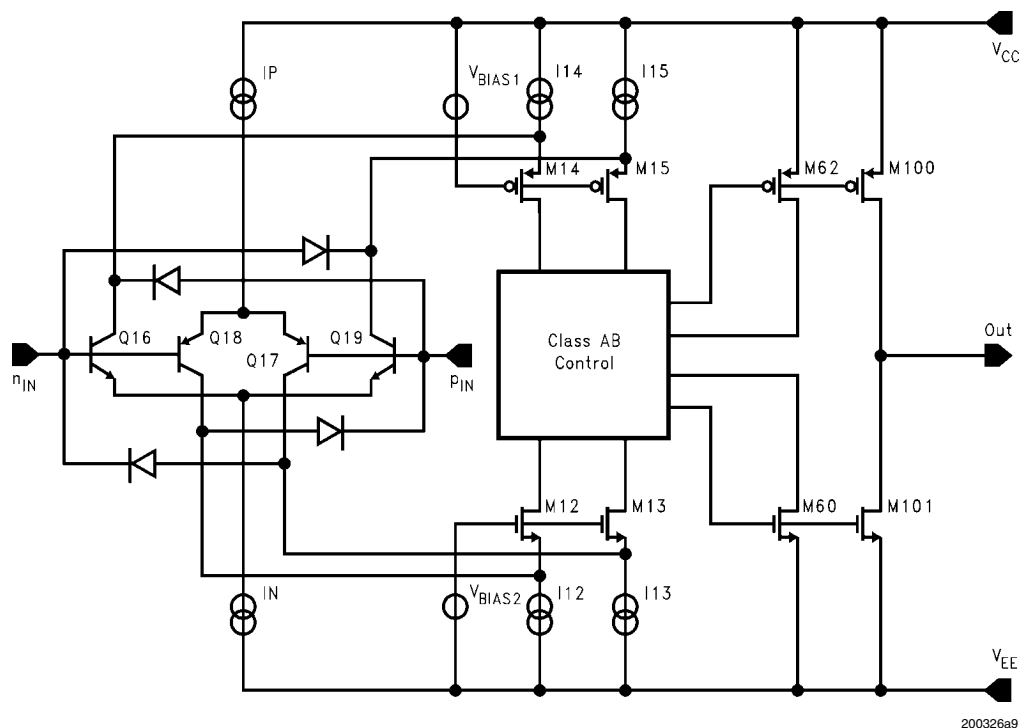 VCC
IP
VBIAS1
I14
I15
M14
M15
M62
M100
Q16
Q18
Q17
Q19
nIN
pIN
Class AB
Control
Out
M12
M13
M60
M101
IN
VBIAS2
I12
I13
VEE
200326a9